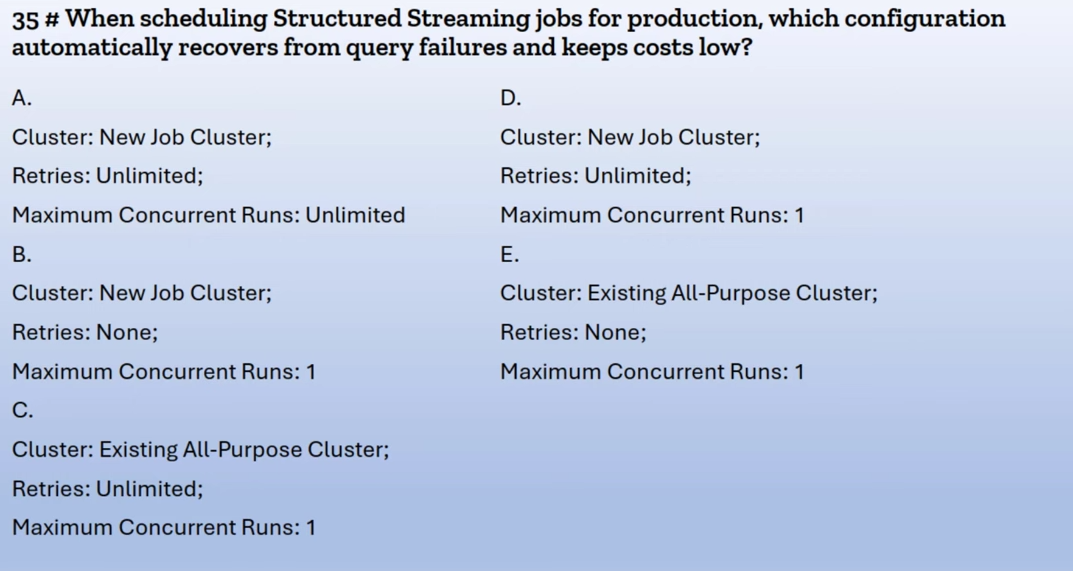 35 # When scheduling Structured Streaming jobs for production, which configuration
automatically recovers from query failures and keeps costs low?
A.
Cluster: New Job Cluster;
Retries: Unlimited;
Maximum Concurrent Runs: Unlimited
B.
Cluster: New Job Cluster;
Retries: None;
Maximum Concurrent Runs: 1
C.
Cluster: Existing All-Purpose Cluster;
Retries: Unlimited;
Maximum Concurrent Runs: 1
D.
Cluster: New Job Cluster;
Retries: Unlimited;
Maximum Concurrent Runs: 1
E.
Cluster: Existing All-Purpose Cluster;
Retries: None;
Maximum Concurrent Runs: 1